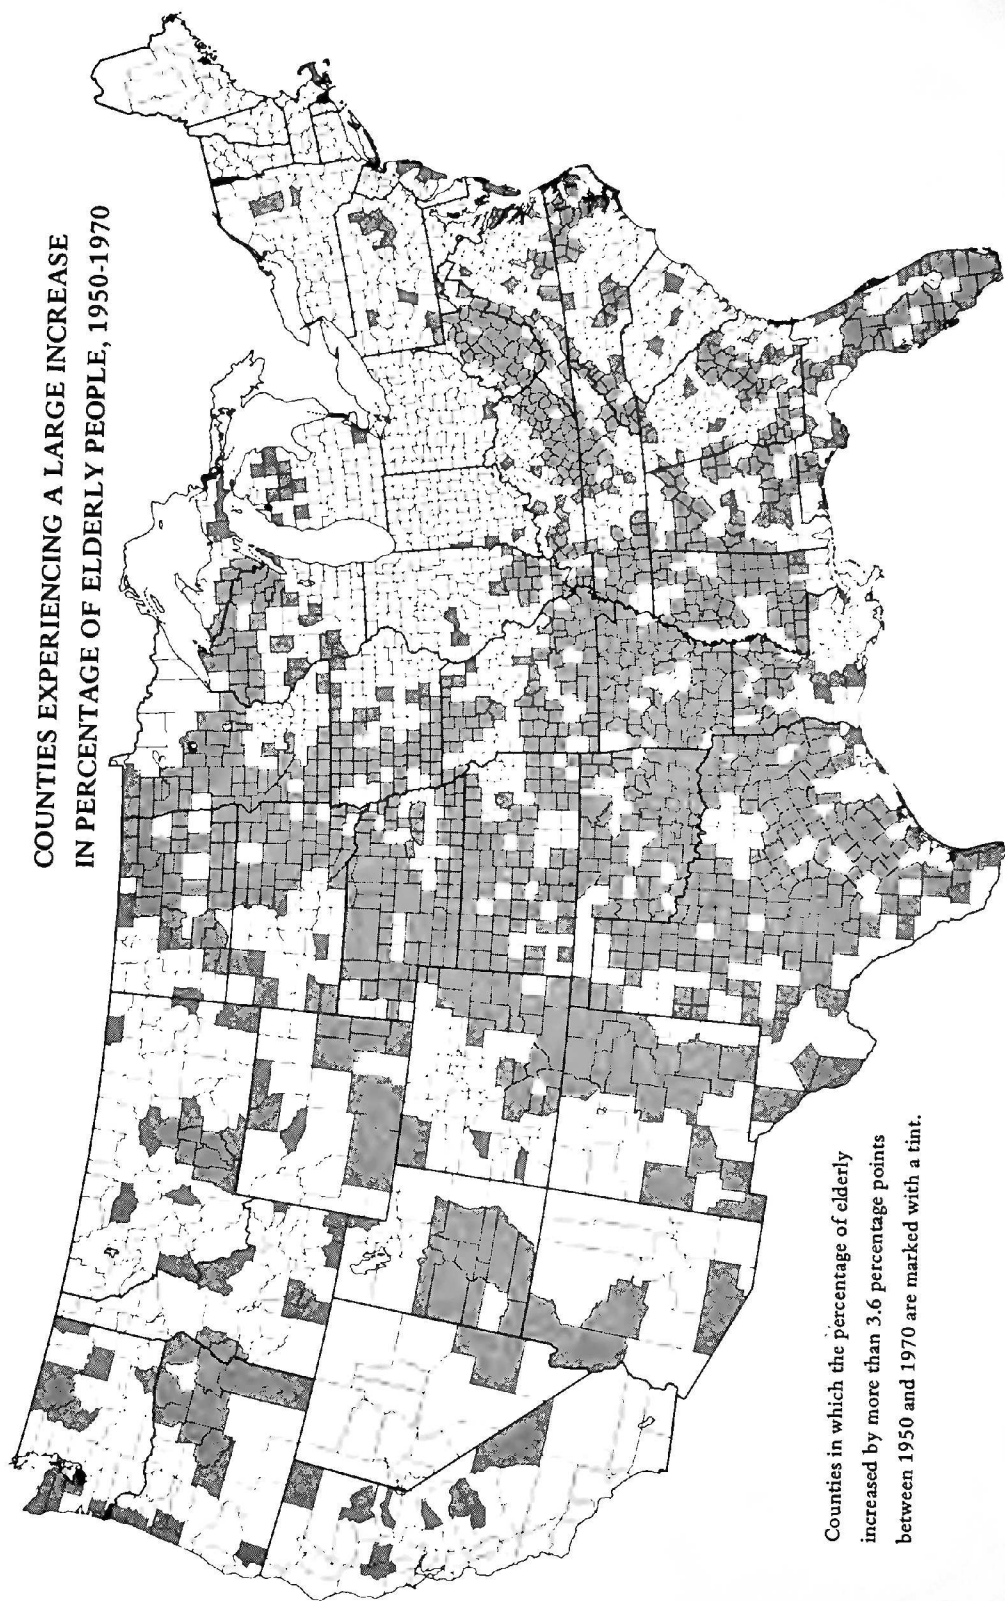 COUNTIES EXPERIENCING A LARGE INCREASE
IN PERCENTAGE OF ELDERLY PEOPLE, 1950-1970
Counties in which the percentage of elderly
increased by more than 3.6 percentage points
between 1950 and 1970 are marked with a tint.